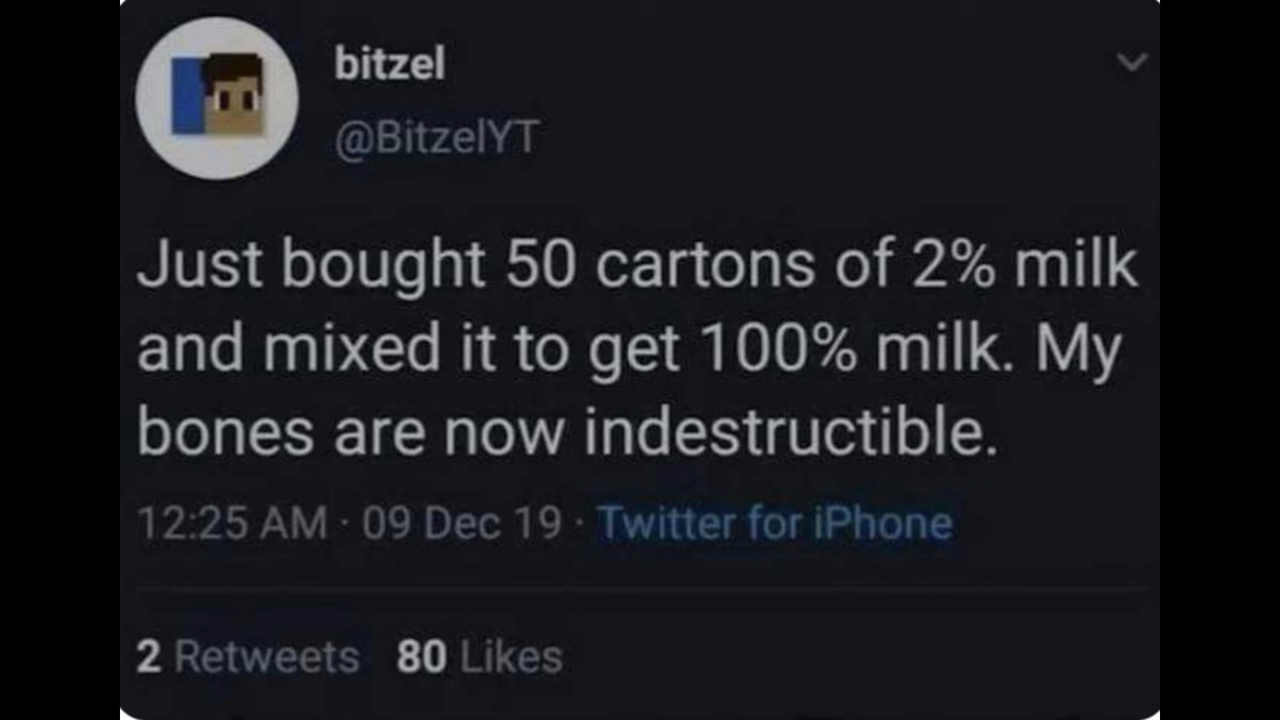 bitzel
@BitzelYT
Just bought 50 cartons of 2% milk
and mixed it to get 100% milk. My
bones are now indestructible.
12:25 AM · 09 Dec 19 · Twitter for iPhone
2 Retweets 80 Likes